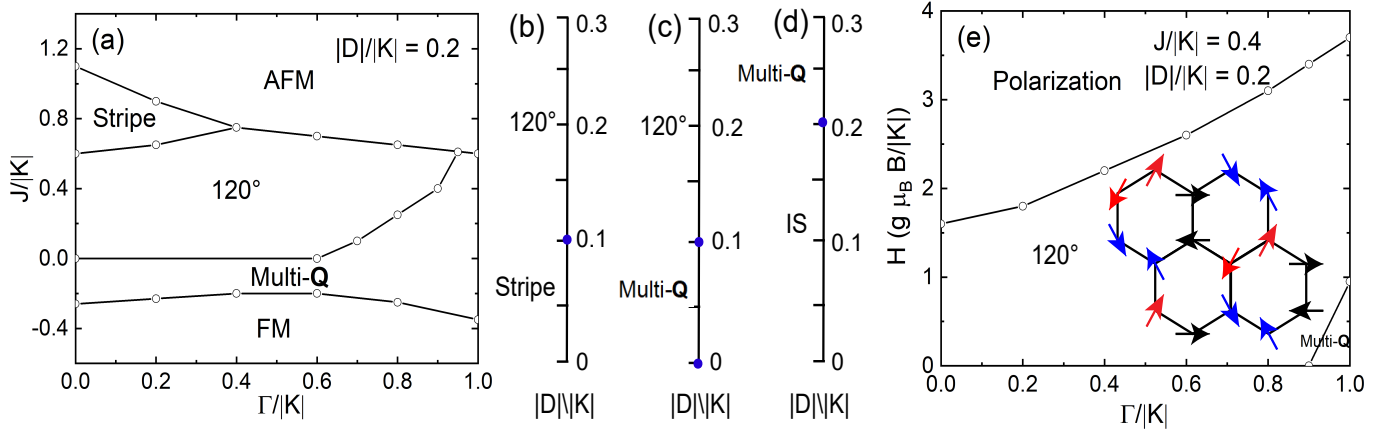 (a)
|D|/|K| = 0.2
AFM
Stripe
120°
Multi-Q
FM
J/|K|
1.2
0.8
0.4
0.0
-0.4
0.0 0.2 0.4 0.6 0.8 1.0
Γ/|K|
(b)
0.3
120°
0.2
0.1
Stripe
0
|D|\|K|
(c)
0.3
120°
0.2
0.1
Multi-Q
0
|D|\|K|
(d)
0.3
Multi-Q
0.2
IS
0.1
0
|D|\|K|
(e)
J/|K| = 0.4
|D|/|K| = 0.2
Polarization
120°
Multi-Q
H (g μB B/|K|)
4
3
2
1
0
0.0 0.2 0.4 0.6 0.8 1.0
Γ/|K|